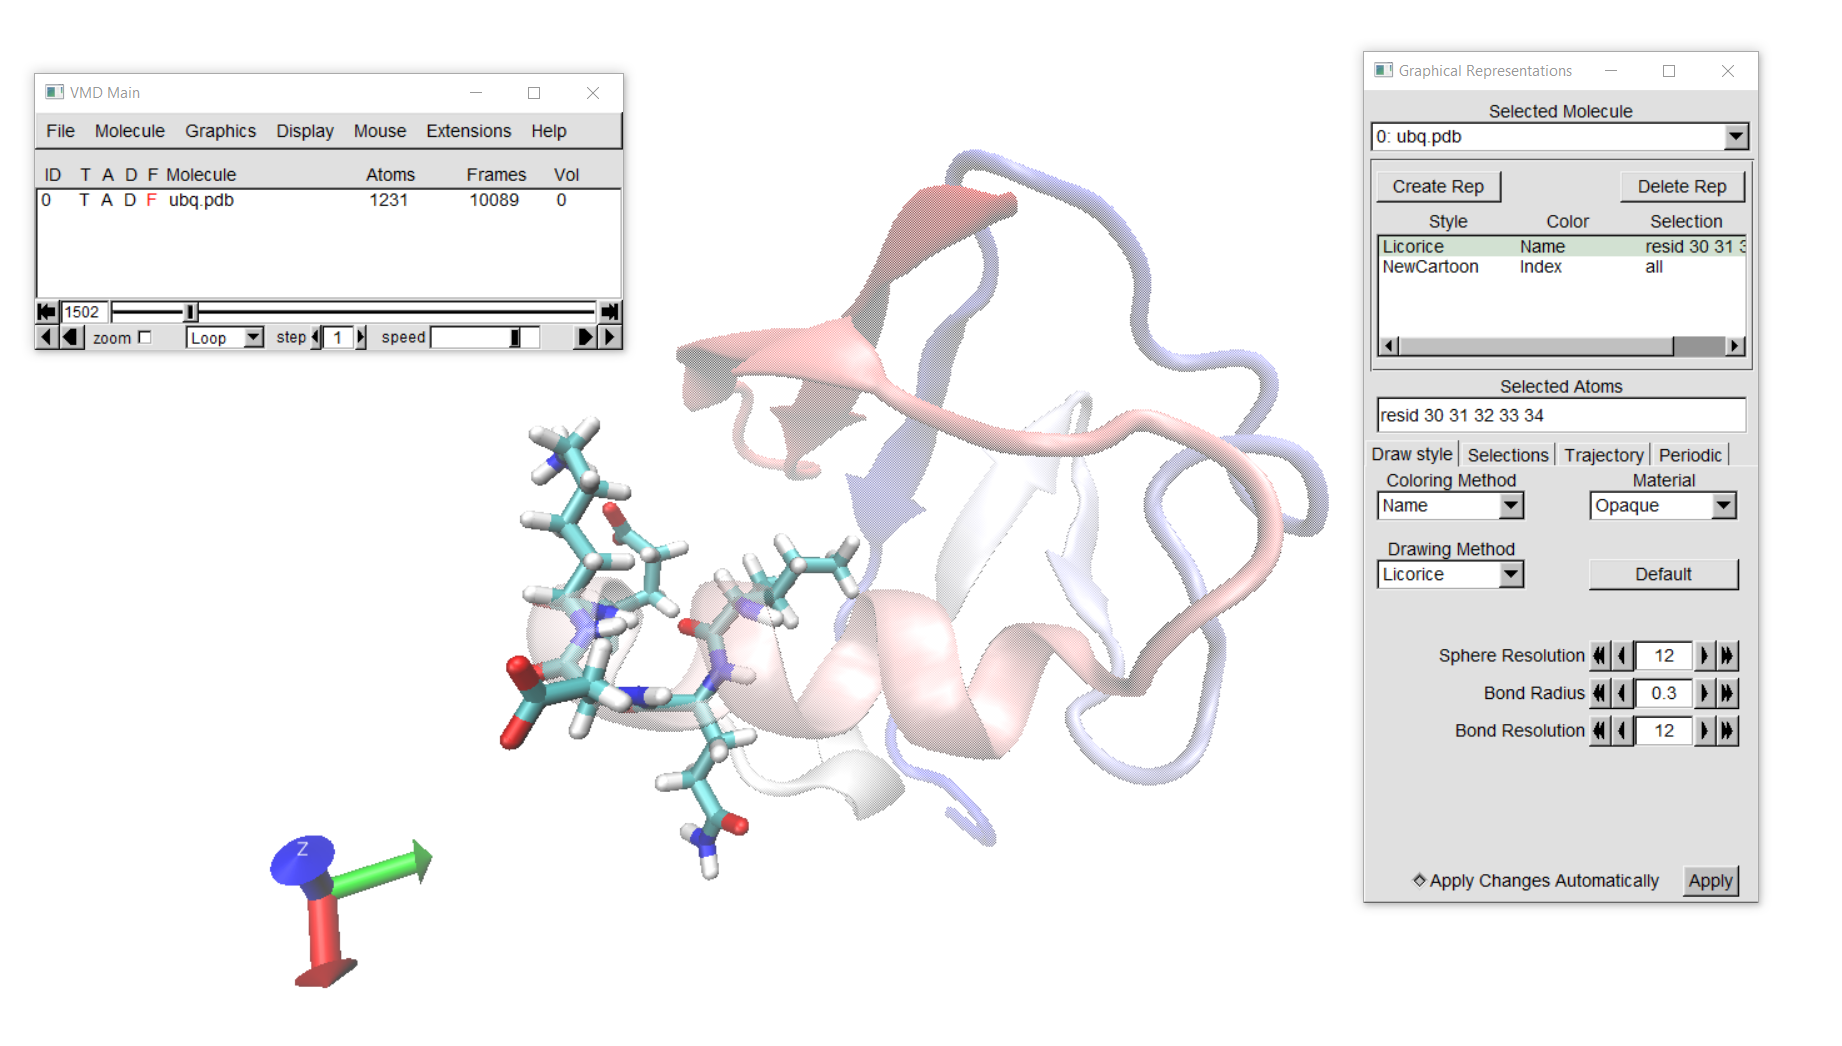 VMD Main
File Molecule Graphics Display Mouse Extensions Help
ID T A D F Molecule Atoms Frames Vol
0 T A D F ubq.pdb 1231 10089 0
1502
zoom Loop step 1 speed
Z
Graphical Representations
Selected Molecule
0: ubq.pdb
Create Rep Delete Rep
Style Color Selection
Licorice Name resid 30 31 3
NewCartoon Index all
Selected Atoms
resid 30 31 32 33 34
Draw style Selections Trajectory Periodic
Coloring Method Material
Name Opaque
Drawing Method
Licorice Default
Sphere Resolution 12
Bond Radius 0.3
Bond Resolution 12
Apply Changes Automatically Apply